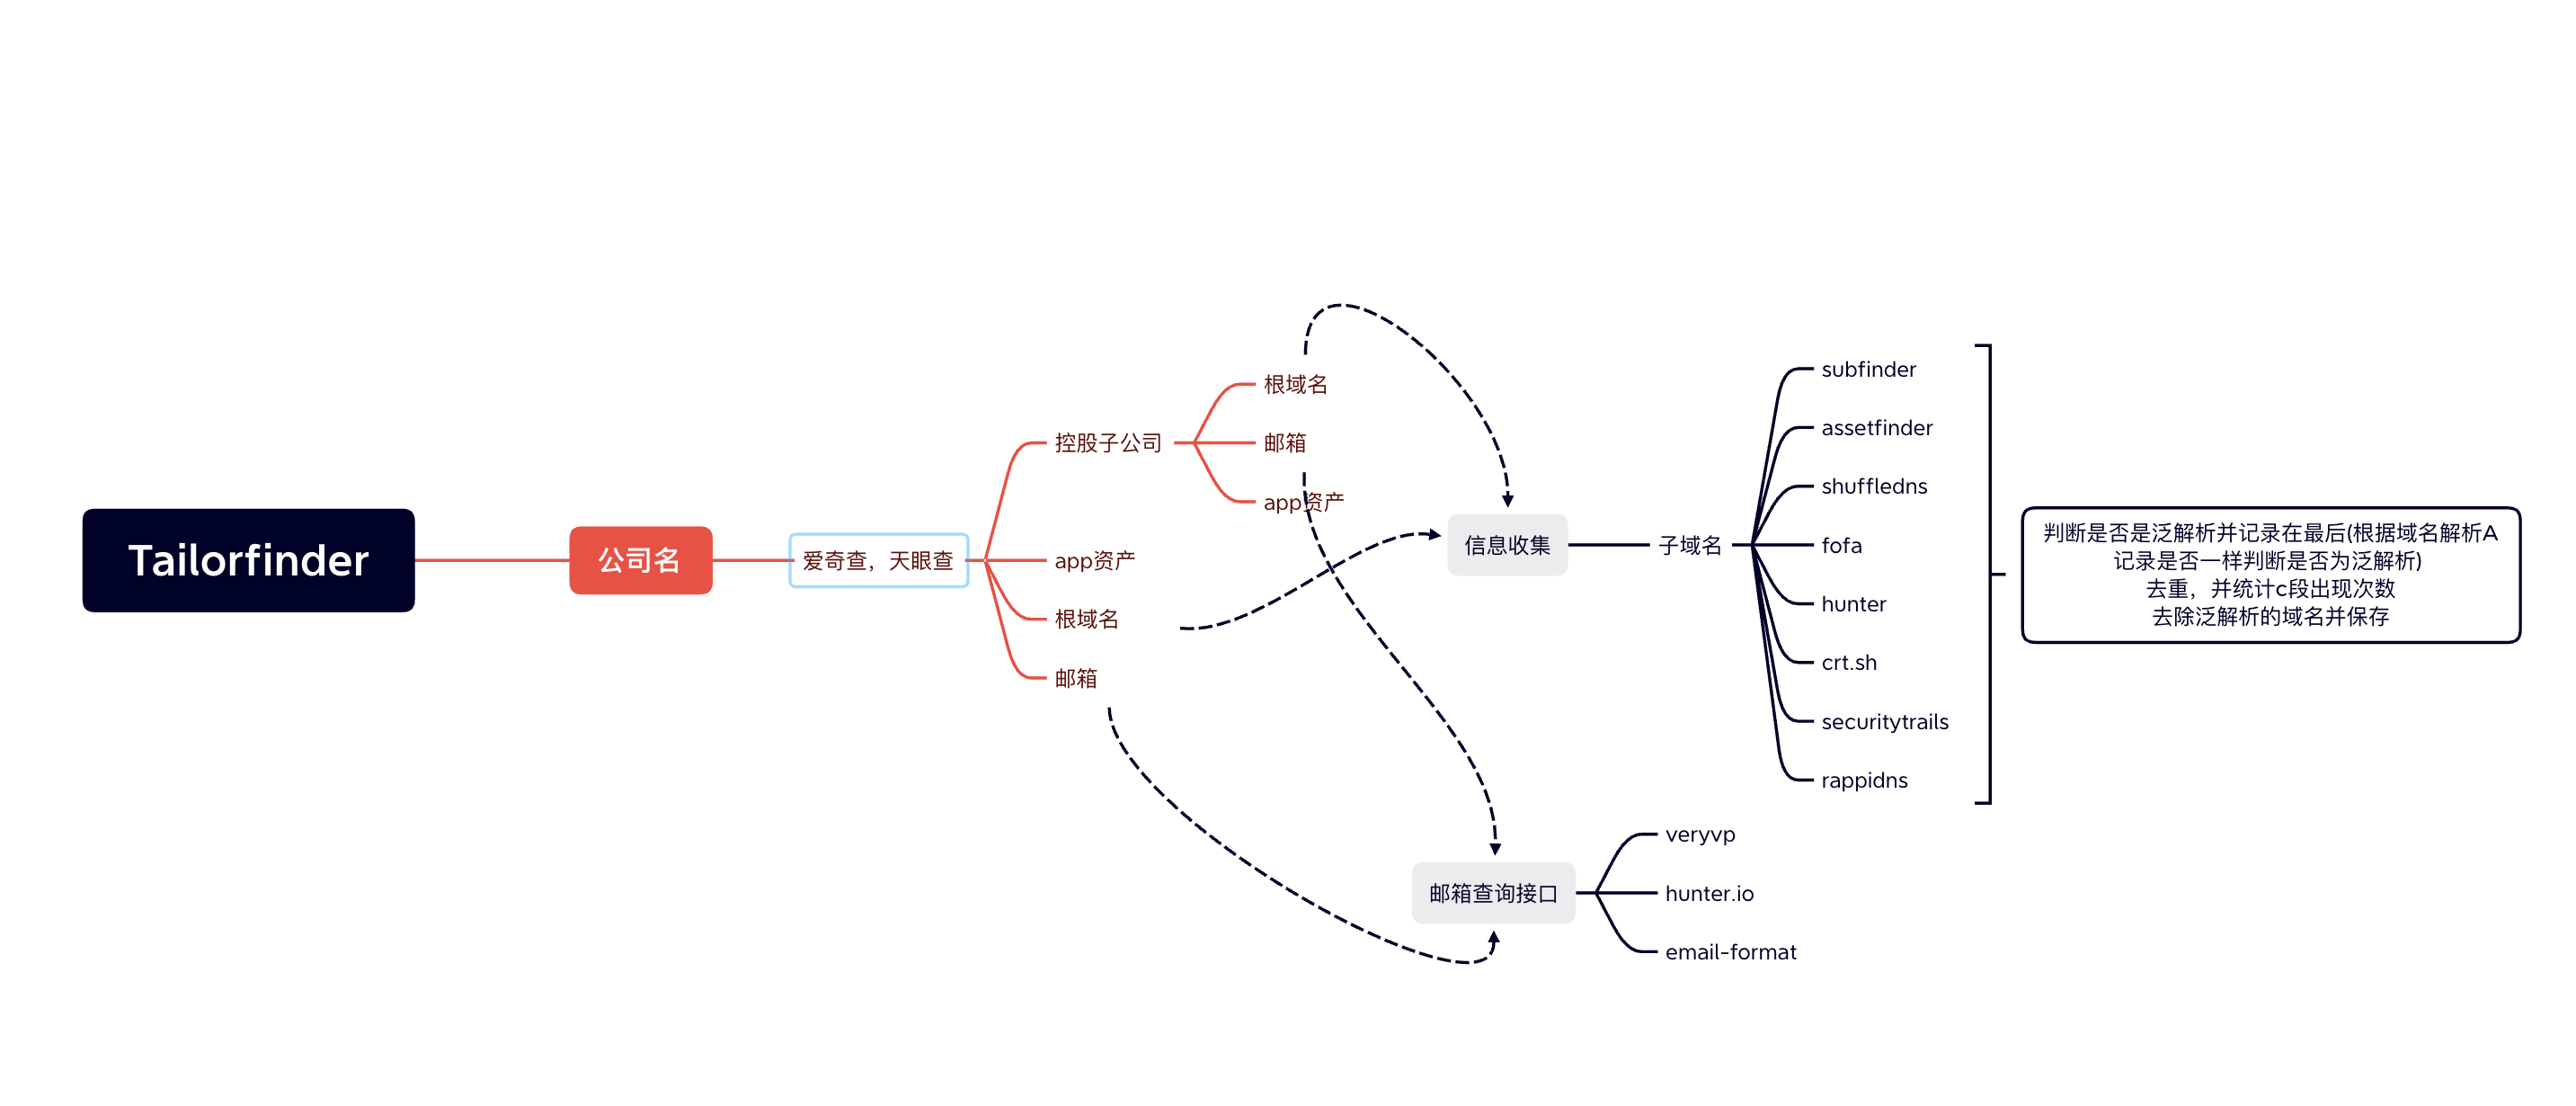 Tailorfinder
公司名
爱奇查，天眼查
控股子公司
根域名
邮箱
app资产
app资产
根域名
邮箱
信息收集
子域名
subfinder
assetfinder
shuffledns
fofa
hunter
crt.sh
securitytrails
rappidns
判断是否是泛解析并记录在最后(根据域名解析A
记录是否一样判断是否为泛解析)
去重，并统计c段出现次数
去除泛解析的域名并保存
邮箱查询接口
veryvp
hunter.io
email-format